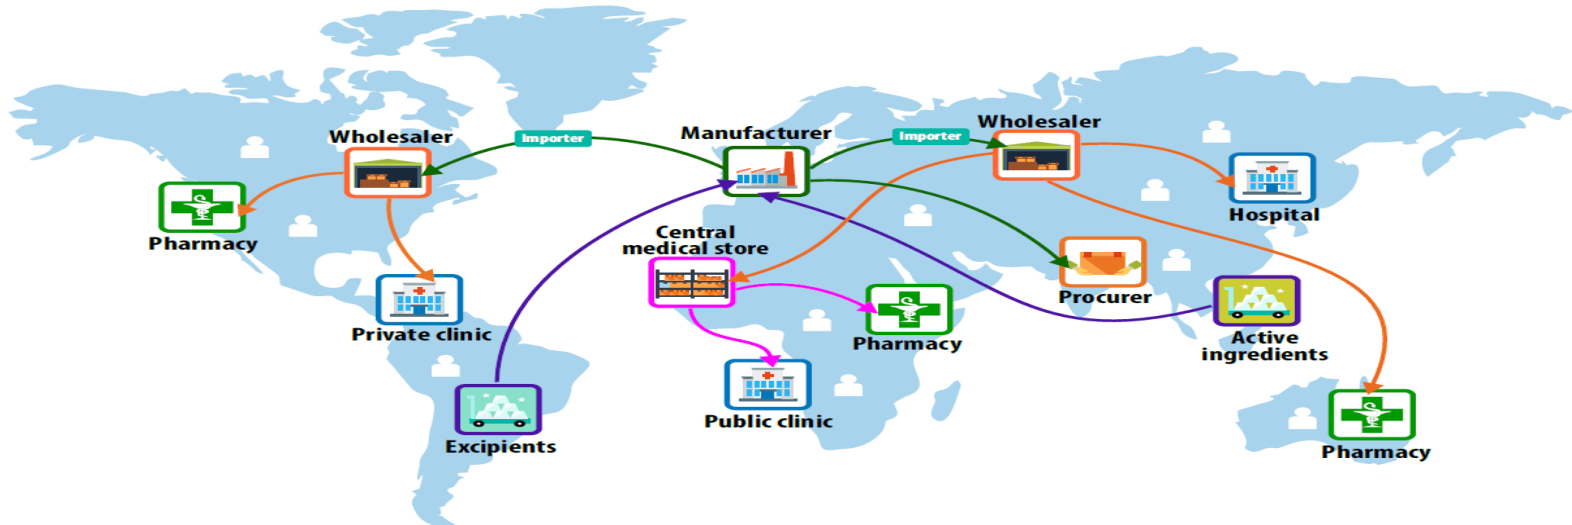 Wholesaler
Importer
Manufacturer
Importer
Wholesaler
Pharmacy
Hospital
Central
medical store
Procurer
Private clinic
Pharmacy
Active
ingredients
Excipients
Public clinic
Pharmacy